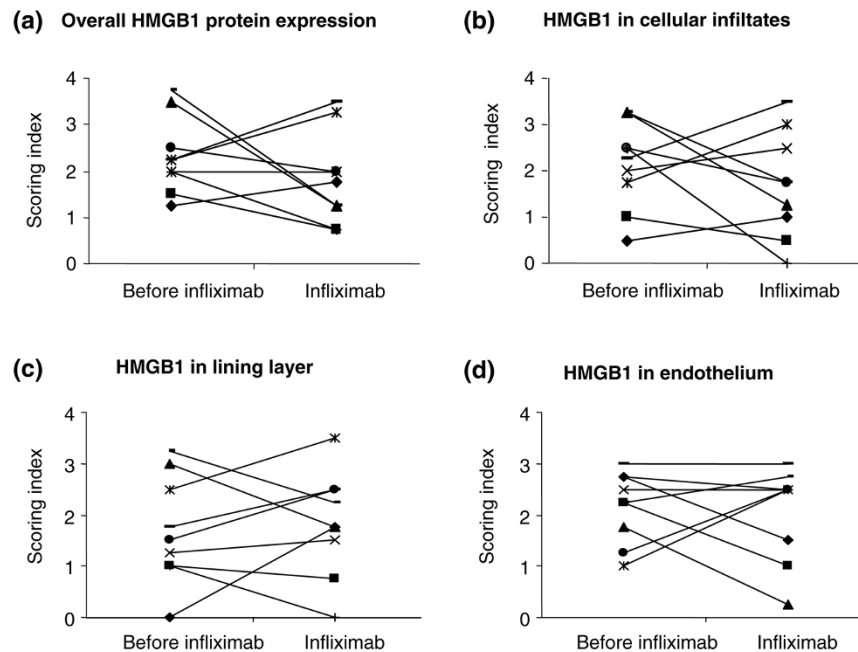 (a) Overall HMGB1 protein expression
Scoring index
4
3
2
1
0
Before infliximab Infliximab
(b) HMGB1 in cellular infiltates
Scoring index
4
3
2
1
0
Before infliximab Infliximab
(c) HMGB1 in lining layer
Scoring index
4
3
2
1
0
Before infliximab Infliximab
(d) HMGB1 in endothelium
Scoring index
4
3
2
1
0
Before infliximab Infliximab